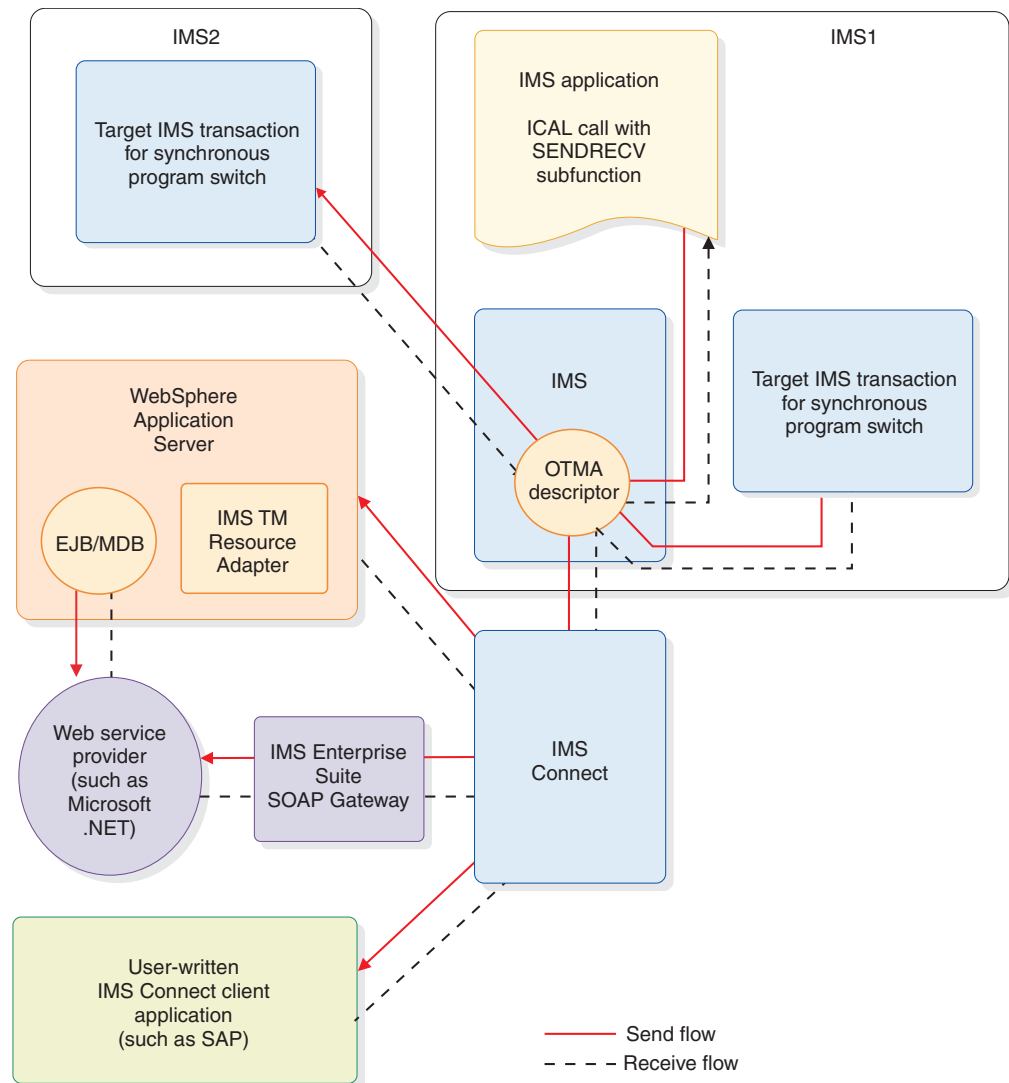 IMS2
Target IMS transaction
for synchronous
program switch
IMS1
IMS application
ICAL call with
SENDRECV
subfunction
IMS
OTMA
descriptor
Target IMS transaction
for synchronous
program switch
WebSphere
Application
Server
EJB/MDB
IMS TM
Resource
Adapter
Web service
provider
(such as
Microsoft
.NET)
IMS Enterprise
Suite
SOAP Gateway
IMS
Connect
User-written
IMS Connect client
application
(such as SAP)
Send flow
Receive flow